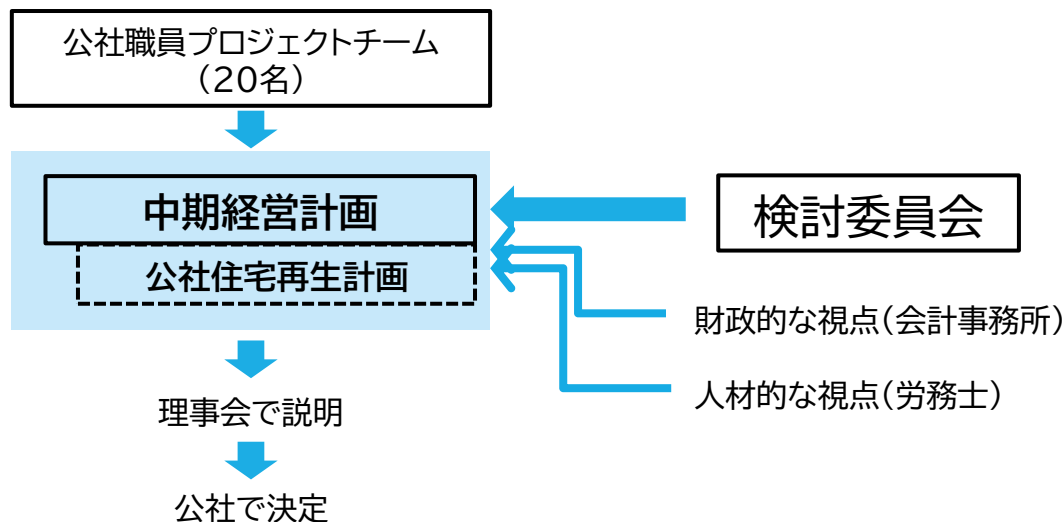 公社職員プロジェクトチーム
(20名)
中期経営計画
公社住宅再生計画
検討委員会
財政的な視点(会計事務所)
人材的な視点(労務士)
理事会で説明
公社で決定